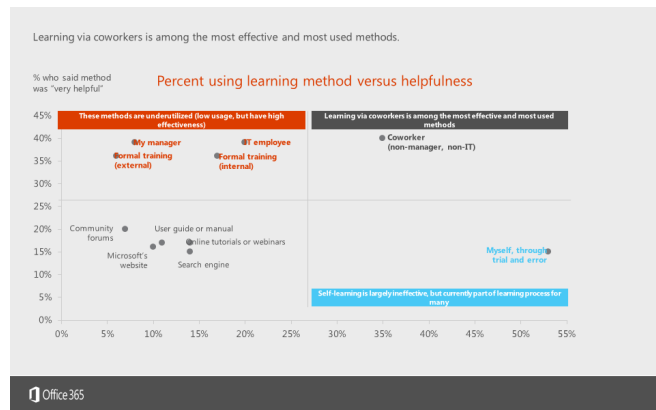 Learning via coworkers is among the most effective and most used methods.
% who said method
was "very helpful"
Percent using learning method versus helpfulness
These methods are underutilized (low usage, but have high
effectiveness)
Learning via coworkers is among the most effective and most used
methods
45%
40%
35%
30%
25%
20%
15%
10%
5%
0%
My manager
IT employee
Formal training
(external)
Formal training
(internal)
Coworker
(non-manager, non-IT)
Community
forums
User guide or manual
Online tutorials or webinars
Microsoft's
website
Search engine
Myself, through
trial and error
Self-learning is largely ineffective, but currently part of learning process for
many
0%
5%
10%
15%
20%
25%
30%
35%
40%
45%
50%
55%
Office 365